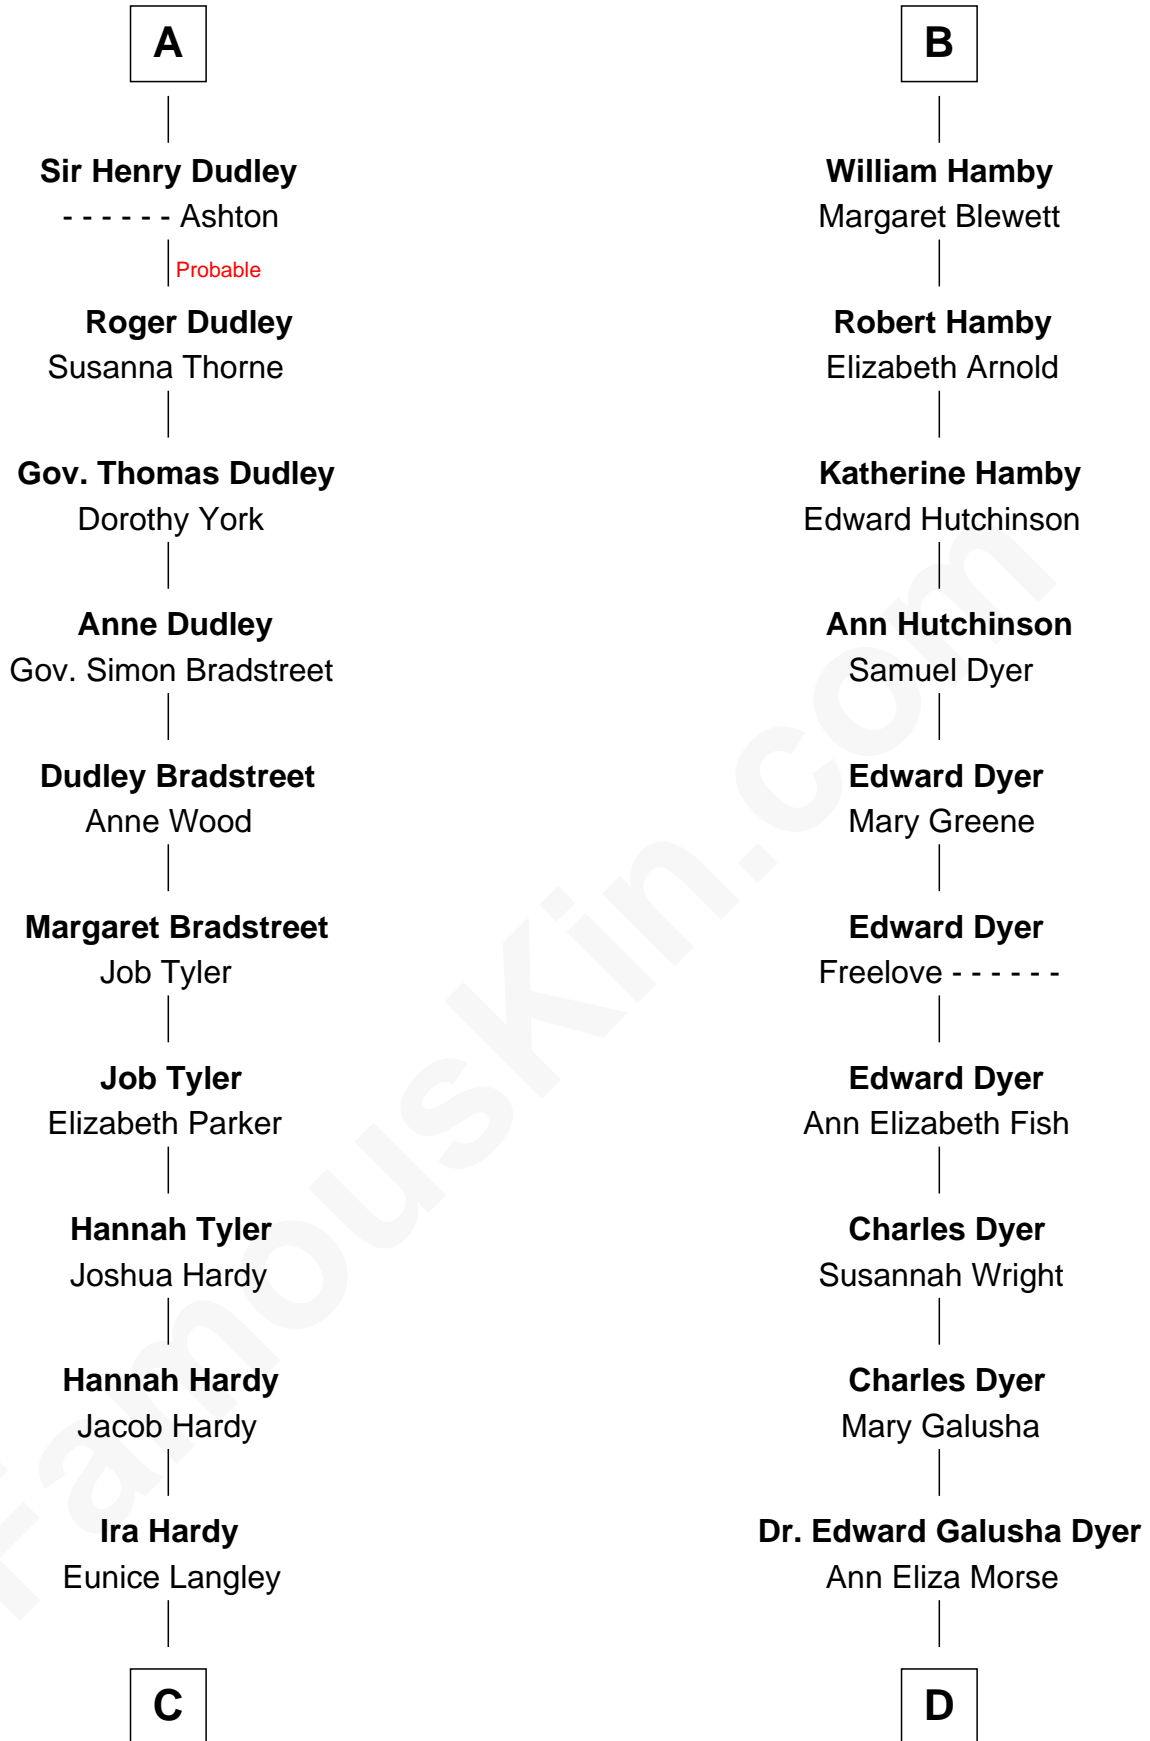 A
Sir Henry Dudley
- - - - - - Ashton
Probable
Roger Dudley
Susanna Thorne
Gov. Thomas Dudley
Dorothy York
Anne Dudley
Gov. Simon Bradstreet
Dudley Bradstreet
Anne Wood
Margaret Bradstreet
Job Tyler
Job Tyler
Elizabeth Parker
Hannah Tyler
Joshua Hardy
Hannah Hardy
Jacob Hardy
Ira Hardy
Eunice Langley
C
B
William Hamby
Margaret Blewett
Robert Hamby
Elizabeth Arnold
Katherine Hamby
Edward Hutchinson
Ann Hutchinson
Samuel Dyer
Edward Dyer
Mary Greene
Edward Dyer
Freelove - - - - - -
Edward Dyer
Ann Elizabeth Fish
Charles Dyer
Susannah Wright
Charles Dyer
Mary Galusha
Dr. Edward Galusha Dyer
Ann Eliza Morse
D
FamousKin.com